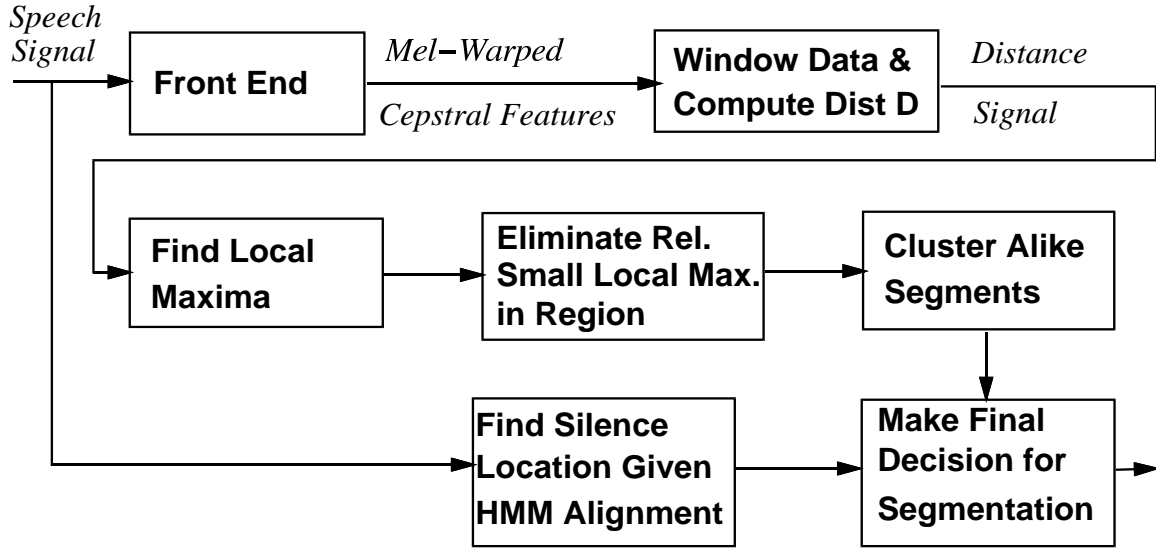 Speech
Signal
Front End
Mel−Warped
Cepstral Features
Window Data &
Compute Dist D
Distance
Signal
Find Local
Maxima
Eliminate Rel.
Small Local Max.
in Region
Cluster Alike
Segments
Find Silence
Location Given
HMM Alignment
Make Final
Decision for
Segmentation